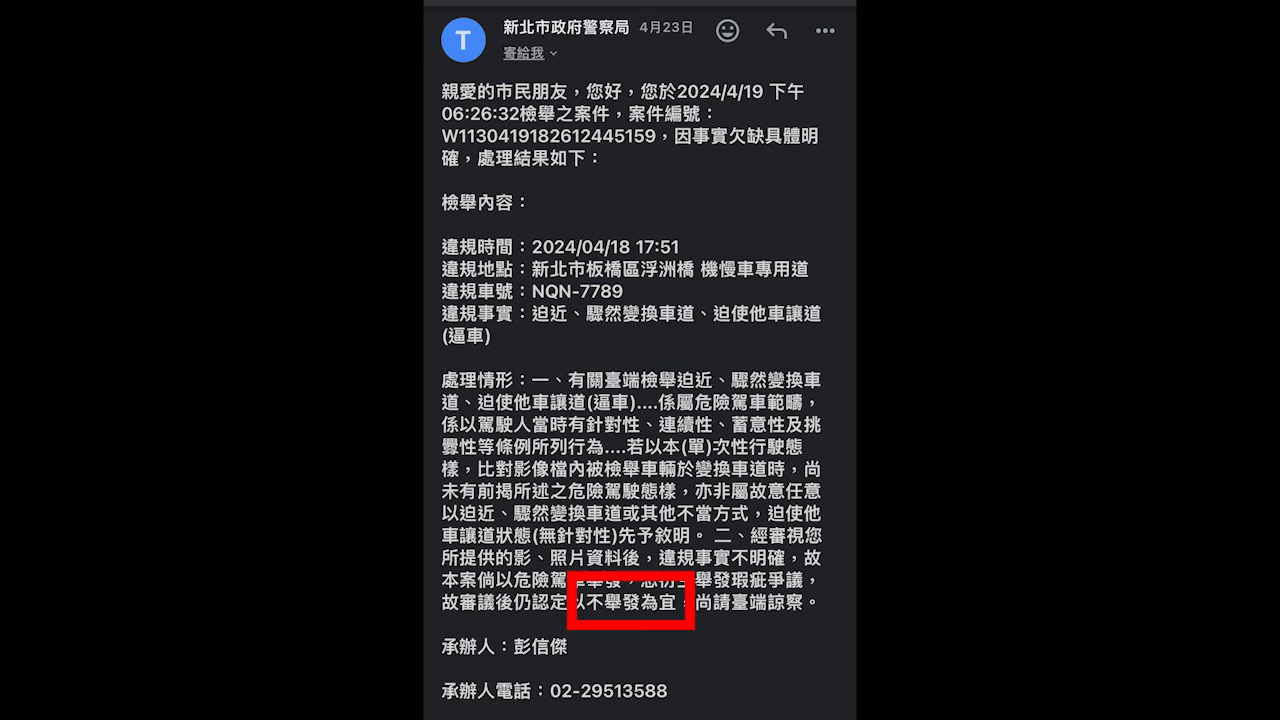 T
新北市政府警察局 4月23日
寄給我
親愛的市民朋友，您好，您於2024/4/19 下午
06:26:32檢舉之案件，案件編號：
W1130419182612445159，因事實欠缺具體明
確，處理結果如下：
檢舉內容：
違規時間：2024/04/18 17:51
違規地點：新北市板橋區浮洲橋 機慢車專用道
違規車號：NQN-7789
違規事實：迫近、驟然變換車道、迫使他車讓道
(逼車)
處理情形：一、有關臺端檢舉迫近、驟然變換車
道、迫使他車讓道(逼車)....係屬危險駕車範疇，
係以駕駛人當時有針對性、連續性、蓄意性及挑
釁性等條例所列行為....若以本(單)次性行駛態
樣，比對影像檔內被檢舉車輛於變換車道時，尚
未有前揭所述之危險駕駛態樣，亦非屬故意任意
以迫近、驟然變換車道或其他不當方式，迫使他
車讓道狀態(無針對性)先予敘明。 二、經審視您
所提供的影、照片資料後，違規事實不明確，故
本案倘以危險駕 舉發瑕疵爭議，
故審議後仍認定以不舉發為宜，尚請臺端諒察。
承辦人：彭信傑
承辦人電話：02-29513588